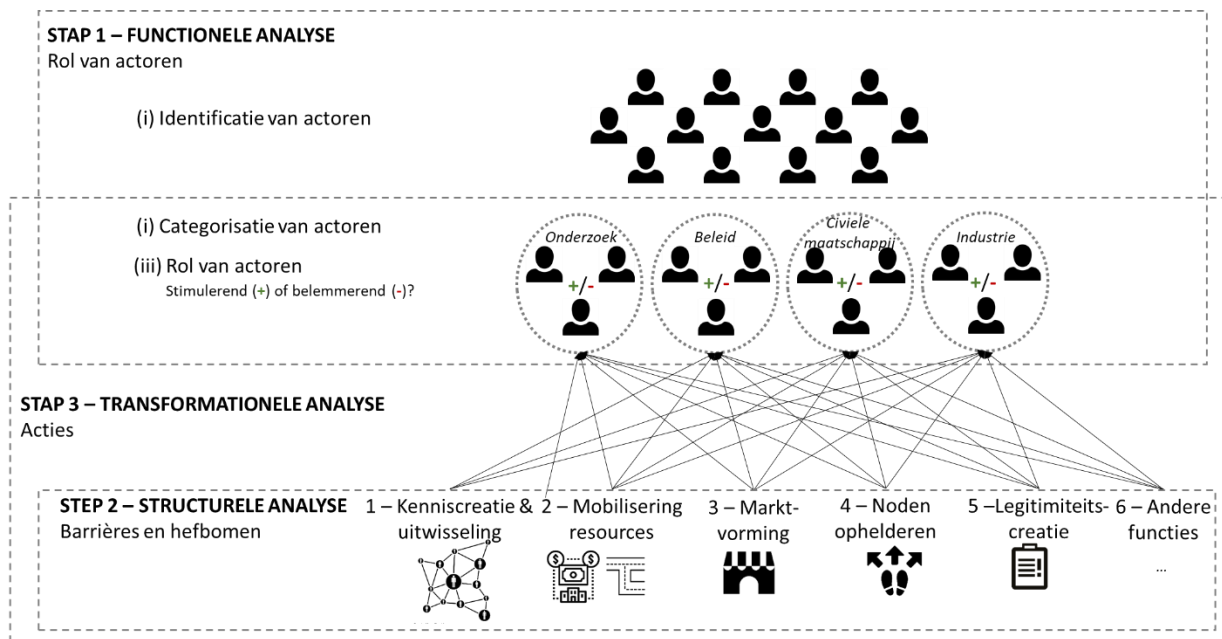 STAP 1 – FUNCTIONELE ANALYSE
Rol van actoren
(i) Identificatie van actoren
(i) Categorisatie van actoren
(iii) Rol van actoren
Stimulerend (+) of belemmerend (-)?
Onderzoek
+/-
Beleid
+/-
Civiele
maatschappij
+/-
Industrie
+/-
STAP 3 – TRANSFORMATIONELE ANALYSE
Acties
STEP 2 – STRUCTURELE ANALYSE
Barrières en hefbomen
1 – Kenniscreatie &
uitwisseling
2 – Mobilisering
resources
3 – Markt-
vorming
4 – Noden
ophelderen
5 –Legitimiteits-
creatie
6 – Andere
functies
...